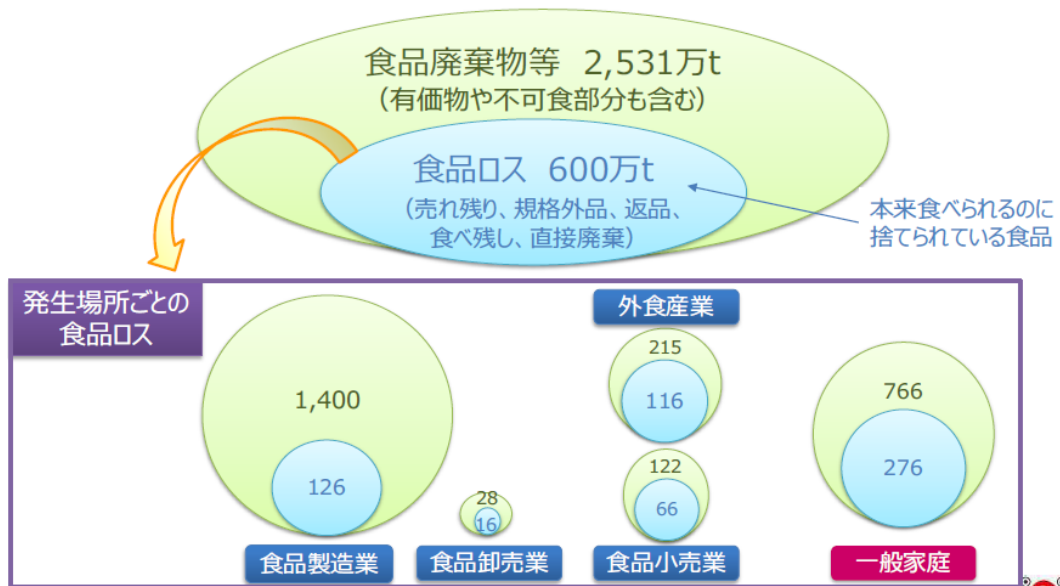 食品廃棄物等 2,531万t
（有価物や不可食部分も含む）
食品ロス 600万t
（売れ残り、規格外品、返品、
食べ残し、直接廃棄）
本来食べられるのに
捨てられている食品
発生場所ごとの
食品ロス
1,400
126
食品製造業
28
16
食品卸売業
外食産業
215
116
122
66
食品小売業
766
276
一般家庭